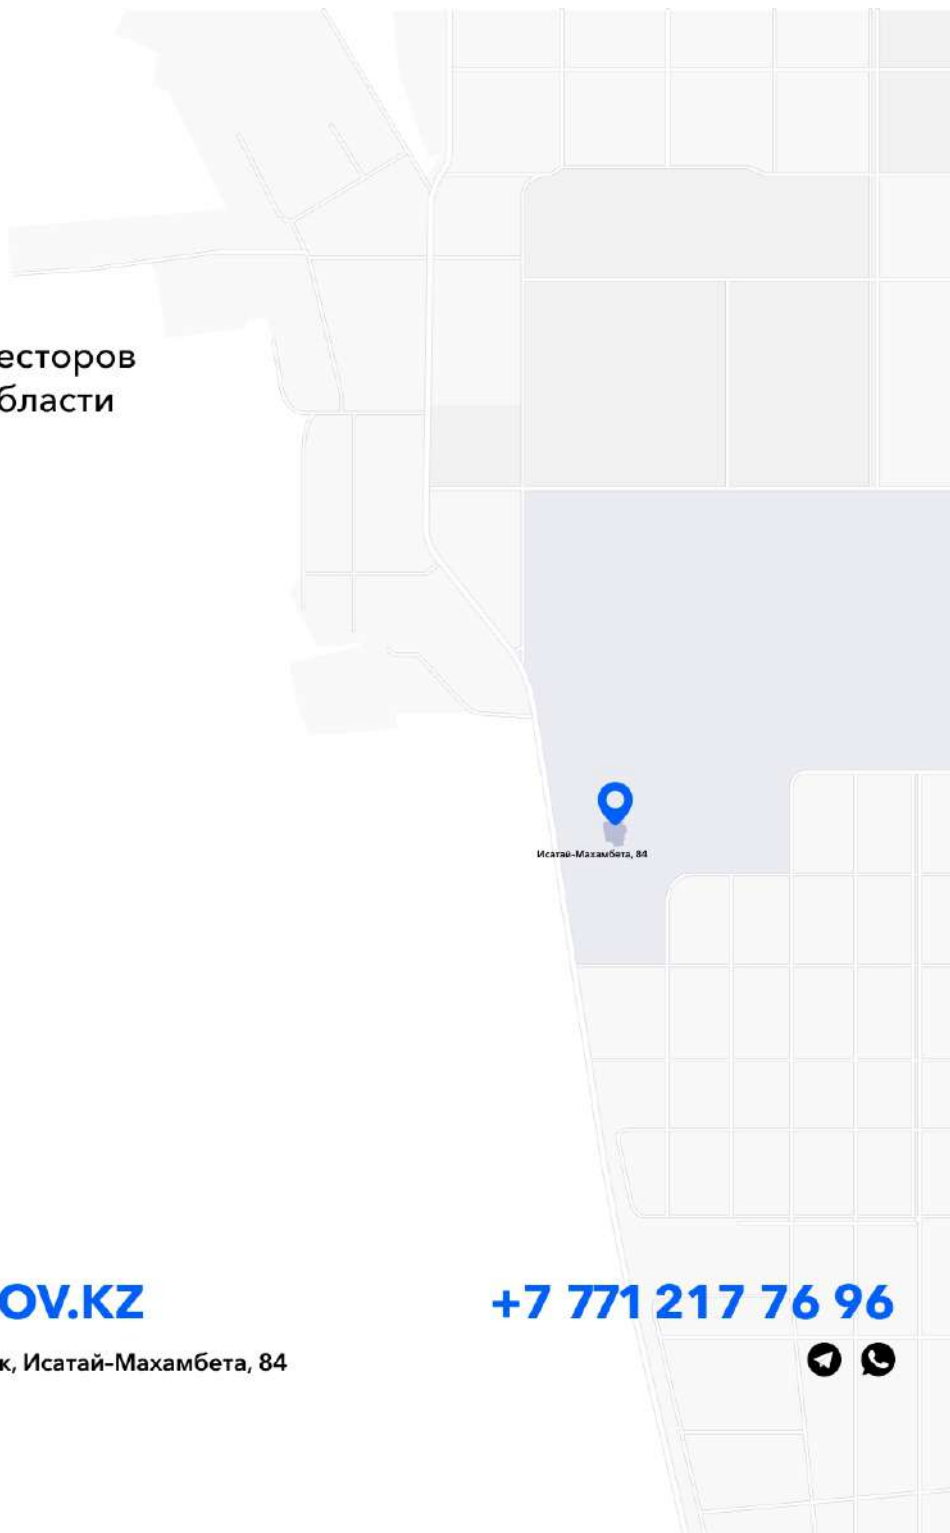 есторов
бласти
Исатай-Махамбета, 84
OV.KZ
+7 771 217 76 96
к, Исатай-Махамбета, 84